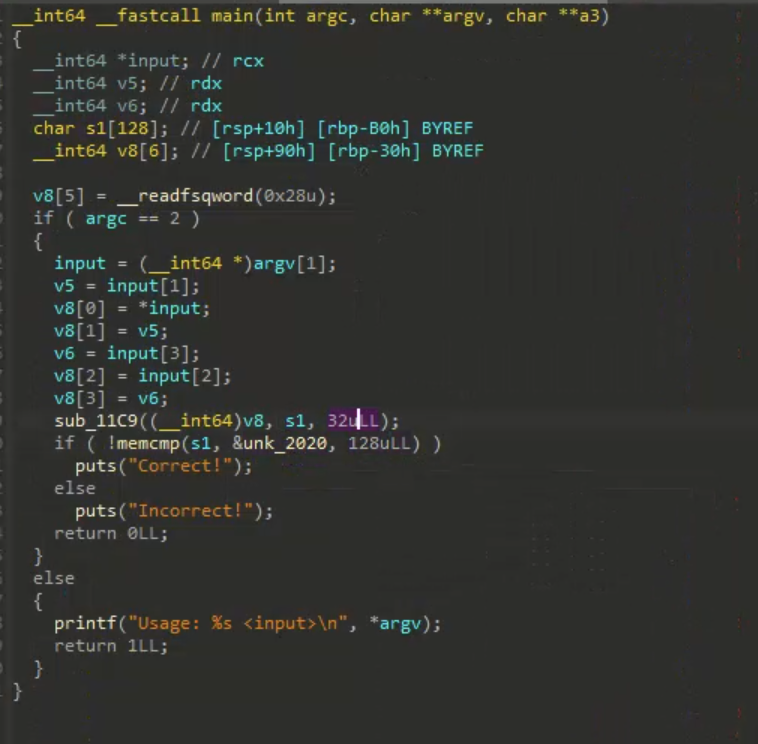 __int64 __fastcall main(int argc, char **argv, char **a3)
{
__int64 *input; // rcx
__int64 v5; // rdx
__int64 v6; // rdx
char s1[128]; // [rsp+10h] [rbp-B0h] BYREF
__int64 v8[6]; // [rsp+90h] [rbp-30h] BYREF
v8[5] = __readfsqword(0x28u);
if ( argc == 2 )
{
input = (__int64 *)argv[1];
v5 = input[1];
v8[0] = *input;
v8[1] = v5;
v6 = input[3];
v8[2] = input[2];
v8[3] = v6;
sub_11C9((__int64)v8, s1, 32uLL);
if ( !memcmp(s1, &unk_2020, 128uLL) )
puts("Correct!");
else
puts("Incorrect!");
return 0LL;
}
else
{
printf("Usage: %s <input>\n", *argv);
return 1LL;
}
}